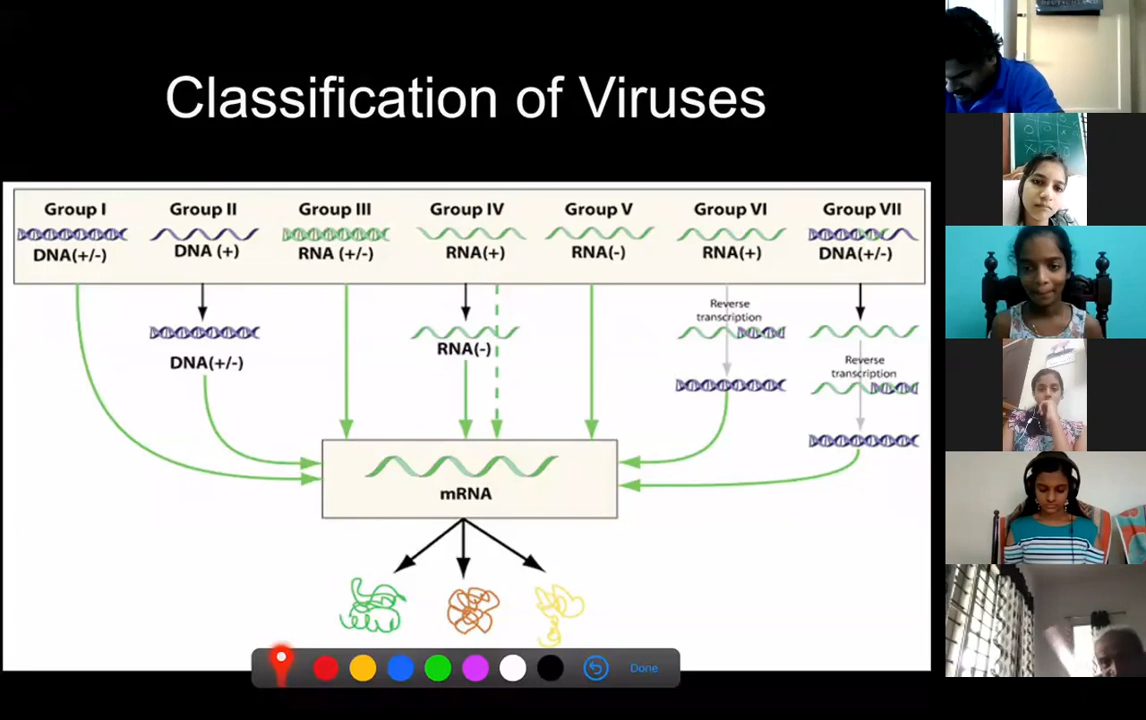 Classification of Viruses
Group I Group II Group III Group IV Group V Group VI Group VII
DNA(+/-) DNA (+) RNA (+/-) RNA(+) RNA(-) RNA(+) DNA(+/-)
Reverse
transcription
DNA(+/-) RNA(-)
Reverse
transcription
mRNA
Done